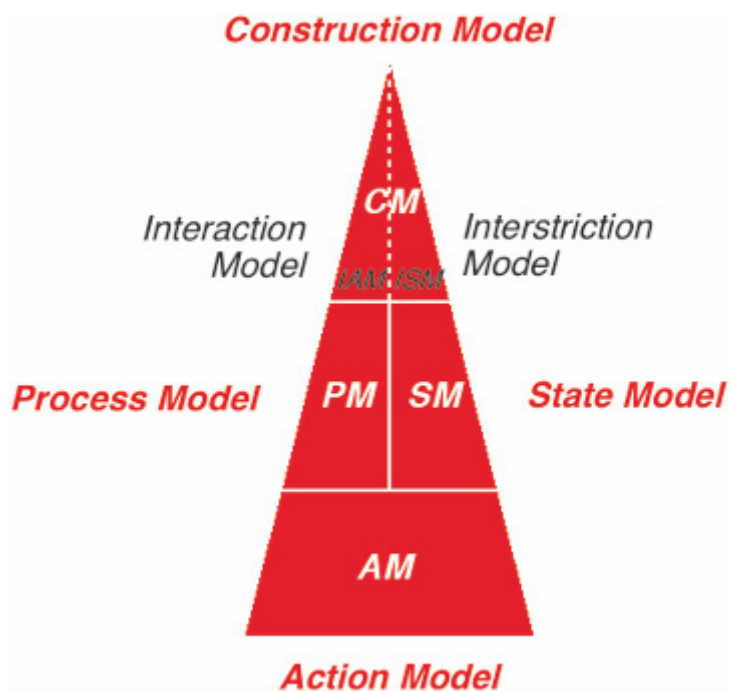 Construction Model
CM
Interaction
Model
Interstriction
Model
IAM ISM
Process Model
PM
SM
State Model
AM
Action Model